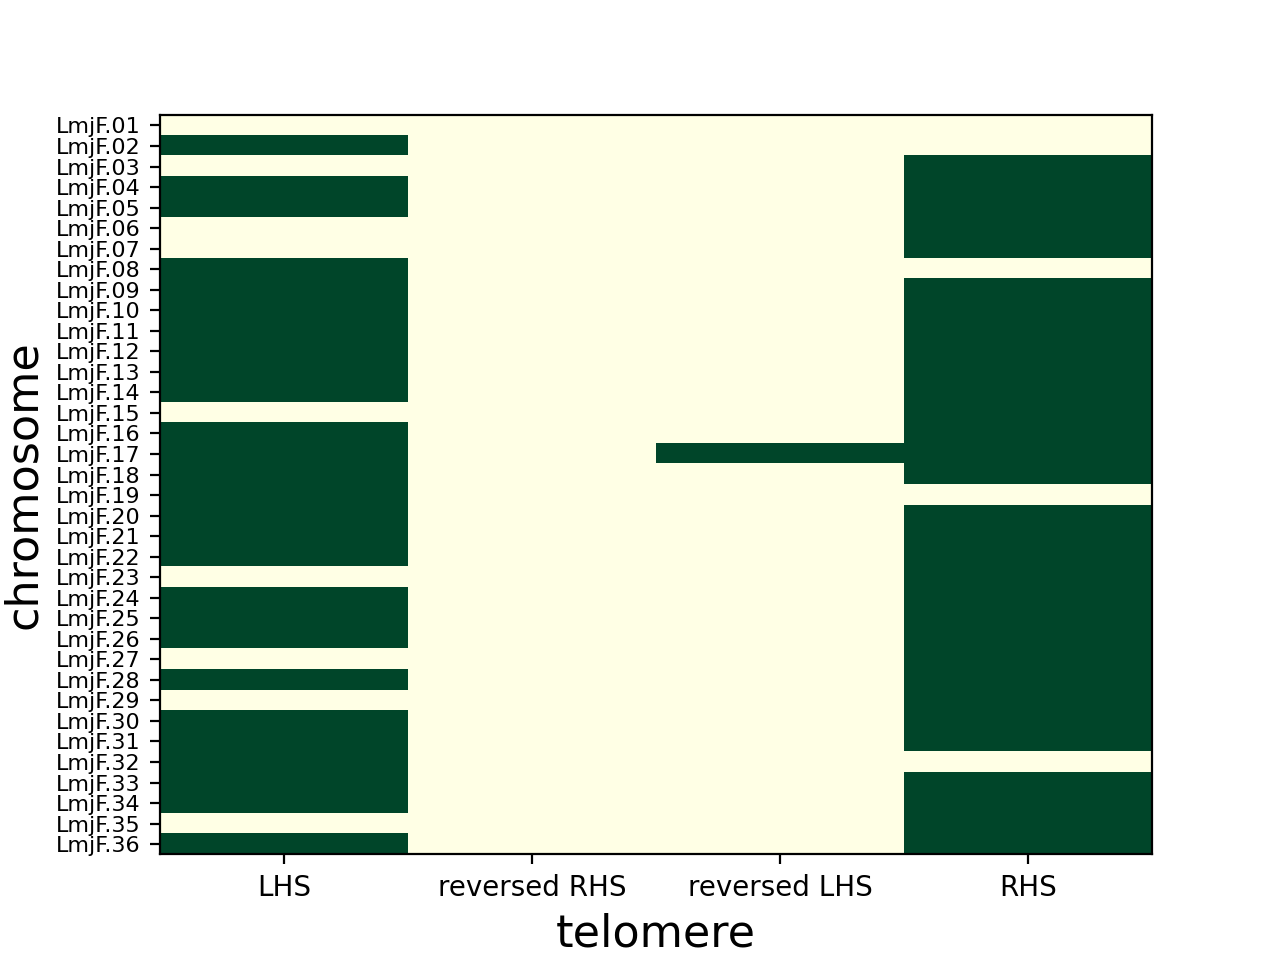 LmjF.01
LmjF.02
LmjF.03
LmjF.04
LmjF.05
LmjF.06
LmjF.07
LmjF.08
LmjF.09
LmjF.10
LmjF.11
LmjF.12
LmjF.13
LmjF.14
LmjF.15
LmjF.16
LmjF.17
LmjF.18
LmjF.19
LmjF.20
LmjF.21
LmjF.22
LmjF.23
LmjF.24
LmjF.25
LmjF.26
LmjF.27
LmjF.28
LmjF.29
LmjF.30
LmjF.31
LmjF.32
LmjF.33
LmjF.34
LmjF.35
LmjF.36
chromosome
LHS reversed RHS reversed LHS RHS
telomere